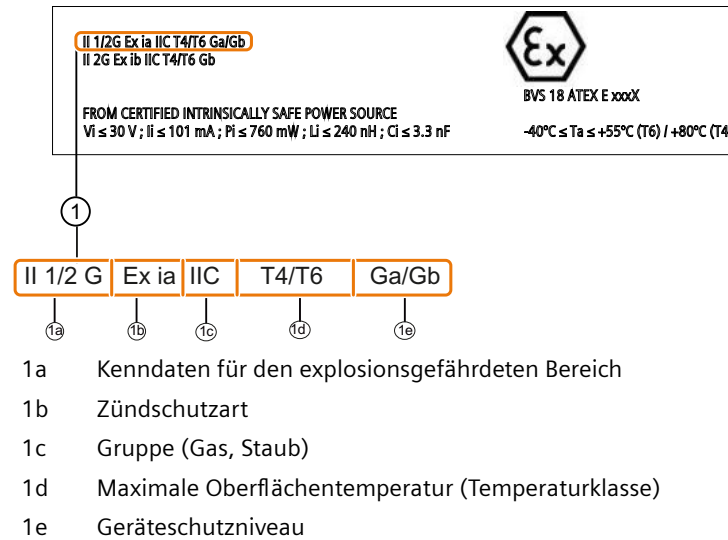 II 1/2G Ex ia IIC T4/T6 Ga/Gb
II 2G Ex ib IIC T4/T6 Gb
Ex
BVS 18 ATEX E xxxX
FROM CERTIFIED INTRINSICALLY SAFE POWER SOURCE
Vi ≤ 30 V ; Ii ≤ 101 mA ; Pi ≤ 760 mW ; Li ≤ 240 nH ; Ci ≤ 3.3 nF
-40°C ≤ Ta ≤ +55°C (T6) / +80°C (T4
1
II 1/2 G Ex ia IIC T4/T6 Ga/Gb
1a 1b 1c 1d 1e
1a Kenndaten für den explosionsgefährdeten Bereich
1b Zündschutzart
1c Gruppe (Gas, Staub)
1d Maximale Oberflächentemperatur (Temperaturklasse)
1e Geräteschutzniveau